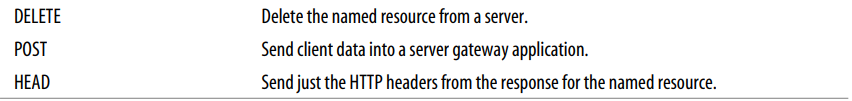 DELETE Delete the named resource from a server.
POST Send client data into a server gateway application.
HEAD Send just the HTTP headers from the response for the named resource.